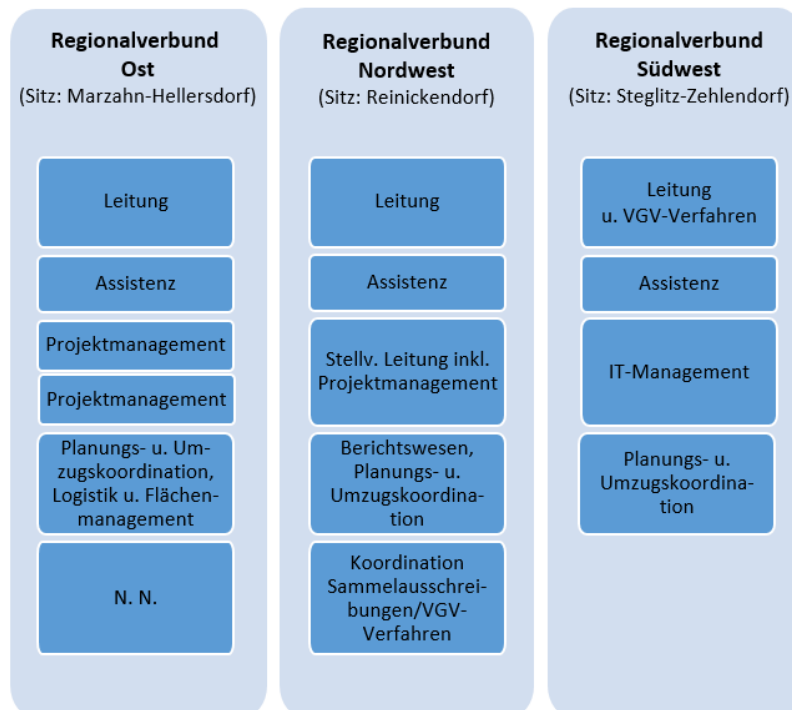 Regionalverbund
Ost
(Sitz: Marzahn-Hellersdorf)
Leitung
Assistenz
Projektmanagement
Projektmanagement
Planungs- u. Um-
zugskoordination,
Logistik u. Flächen-
management
N. N.
Regionalverbund
Nordwest
(Sitz: Reinickendorf)
Leitung
Assistenz
Stellv. Leitung inkl.
Projektmanagement
Berichtswesen,
Planungs- u.
Umzugskoordina-
tion
Koordination
Sammelausschrei-
bungen/VGV-
Verfahren
Regionalverbund
Südwest
(Sitz: Steglitz-Zehlendorf)
Leitung
u. VGV-Verfahren
Assistenz
IT-Management
Planungs- u.
Umzugskoordina-
tion